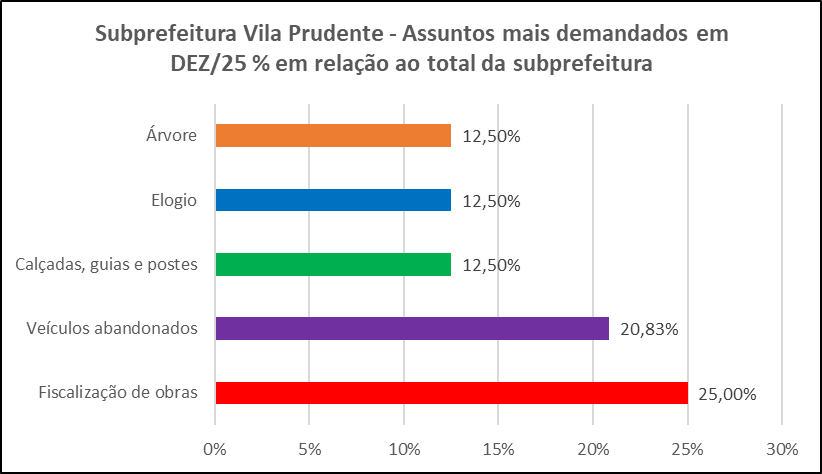 Subprefeitura Vila Prudente - Assuntos mais demandados em
DEZ/25 % em relação ao total da subprefeitura
Árvore
12,50%
Elogio
12,50%
Calçadas, guias e postes
12,50%
Veículos abandonados
20,83%
Fiscalização de obras
25,00%
0% 5% 10% 15% 20% 25% 30%